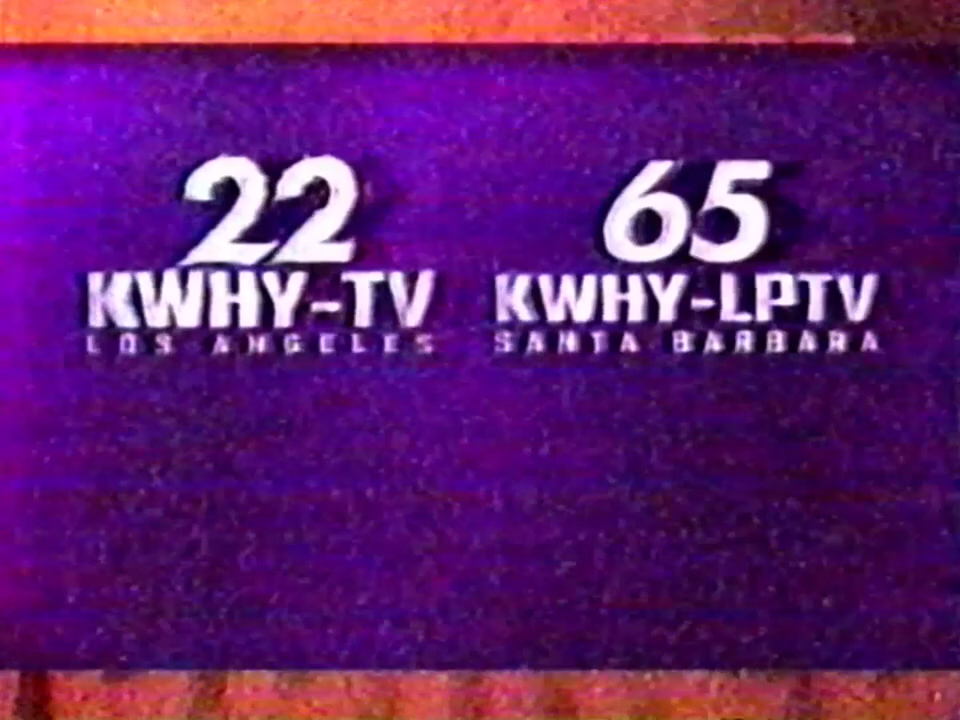 22
KWHY-TV
LOS ANGELES
65
KWHY-LPTV
SANTA BARBARA